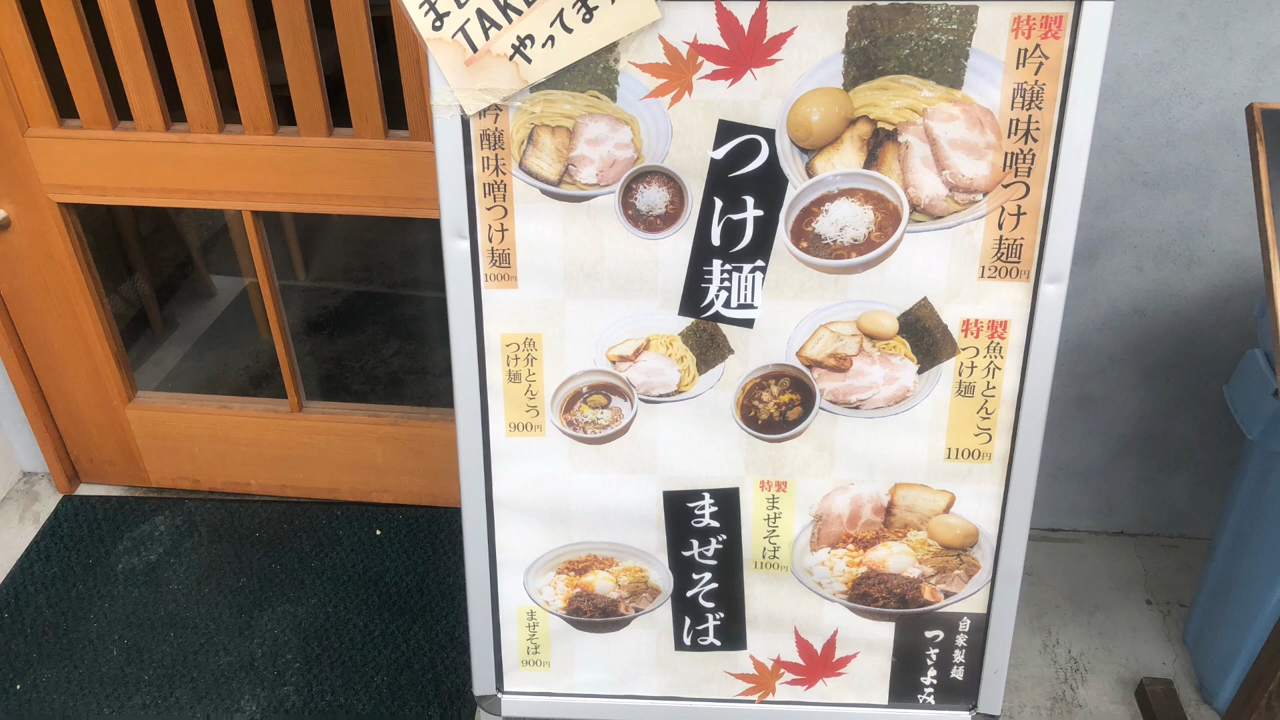 TAKE
やってます
特製
吟醸味噌つけ麺
1200円
吟醸味噌つけ麺
1000円
つけ麺
魚介とんこつ
つけ麺
900円
特製
魚介とんこつ
つけ麺
1100円
まぜそば
特製
まぜそば
1100円
まぜそば
900円
自家製麺
つきよみ